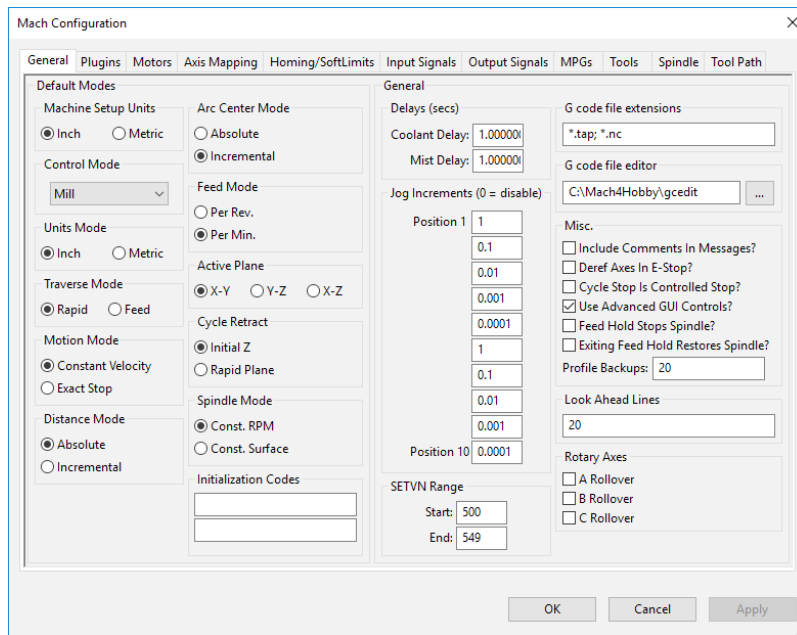 Mach Configuration
General Plugins Motors Axis Mapping Homing/SoftLimits Input Signals Output Signals MPGs Tools Spindle Tool Path
Default Modes
Machine Setup Units
Inch Metric
Control Mode
Mill
Units Mode
Inch Metric
Traverse Mode
Rapid Feed
Motion Mode
Constant Velocity
Exact Stop
Distance Mode
Absolute
Incremental
Arc Center Mode
Absolute
Incremental
Feed Mode
Per Rev.
Per Min.
Active Plane
X-Y Y-Z X-Z
Cycle Retract
Initial Z
Rapid Plane
Spindle Mode
Const. RPM
Const. Surface
Initialization Codes
General
Delays (secs)
Coolant Delay: 1.00000
Mist Delay: 1.00000
Jog Increments (0 = disable)
Position 1 1
0.1
0.01
0.001
0.0001
1
0.1
0.01
0.001
Position 10 0.0001
SETVN Range
Start: 500
End: 549
G code file extensions
*.tap; *.nc
G code file editor
C:\Mach4Hobby\gcedit ...
Misc.
Include Comments In Messages?
Deref Axes In E-Stop?
Cycle Stop Is Controlled Stop?
Use Advanced GUI Controls?
Feed Hold Stops Spindle?
Exiting Feed Hold Restores Spindle?
Profile Backups: 20
Look Ahead Lines
20
Rotary Axes
A Rollover
B Rollover
C Rollover
OK Cancel Apply